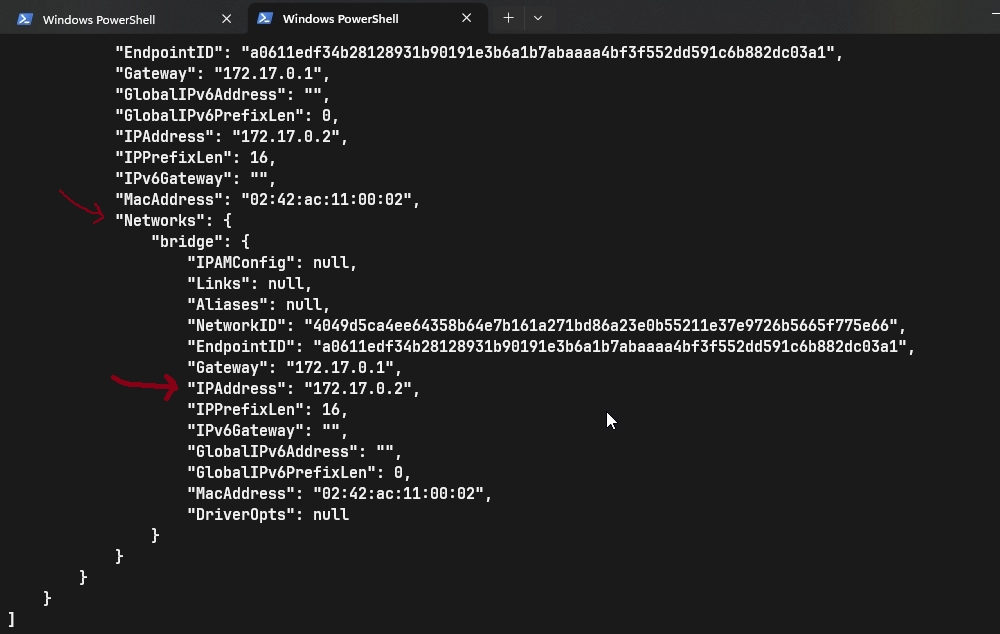 Windows PowerShell
Windows PowerShell
"EndpointID": "a0611edf34b28128931b90191e3b6a1b7abaaaa4bf3f552dd591c6b882dc03a1",
"Gateway": "172.17.0.1",
"GlobalIPv6Address": "",
"GlobalIPv6PrefixLen": 0,
"IPAddress": "172.17.0.2",
"IPPrefixLen": 16,
"IPv6Gateway": "",
"MacAddress": "02:42:ac:11:00:02",
"Networks": {
"bridge": {
"IPAMConfig": null,
"Links": null,
"Aliases": null,
"NetworkID": "4049d5ca4ee64358b64e7b161a271bd86a23e0b55211e37e9726b5665f775e66",
"EndpointID": "a0611edf34b28128931b90191e3b6a1b7abaaaa4bf3f552dd591c6b882dc03a1",
"Gateway": "172.17.0.1",
"IPAddress": "172.17.0.2",
"IPPrefixLen": 16,
"IPv6Gateway": "",
"GlobalIPv6Address": "",
"GlobalIPv6PrefixLen": 0,
"MacAddress": "02:42:ac:11:00:02",
"DriverOpts": null
}
}
}
}
]